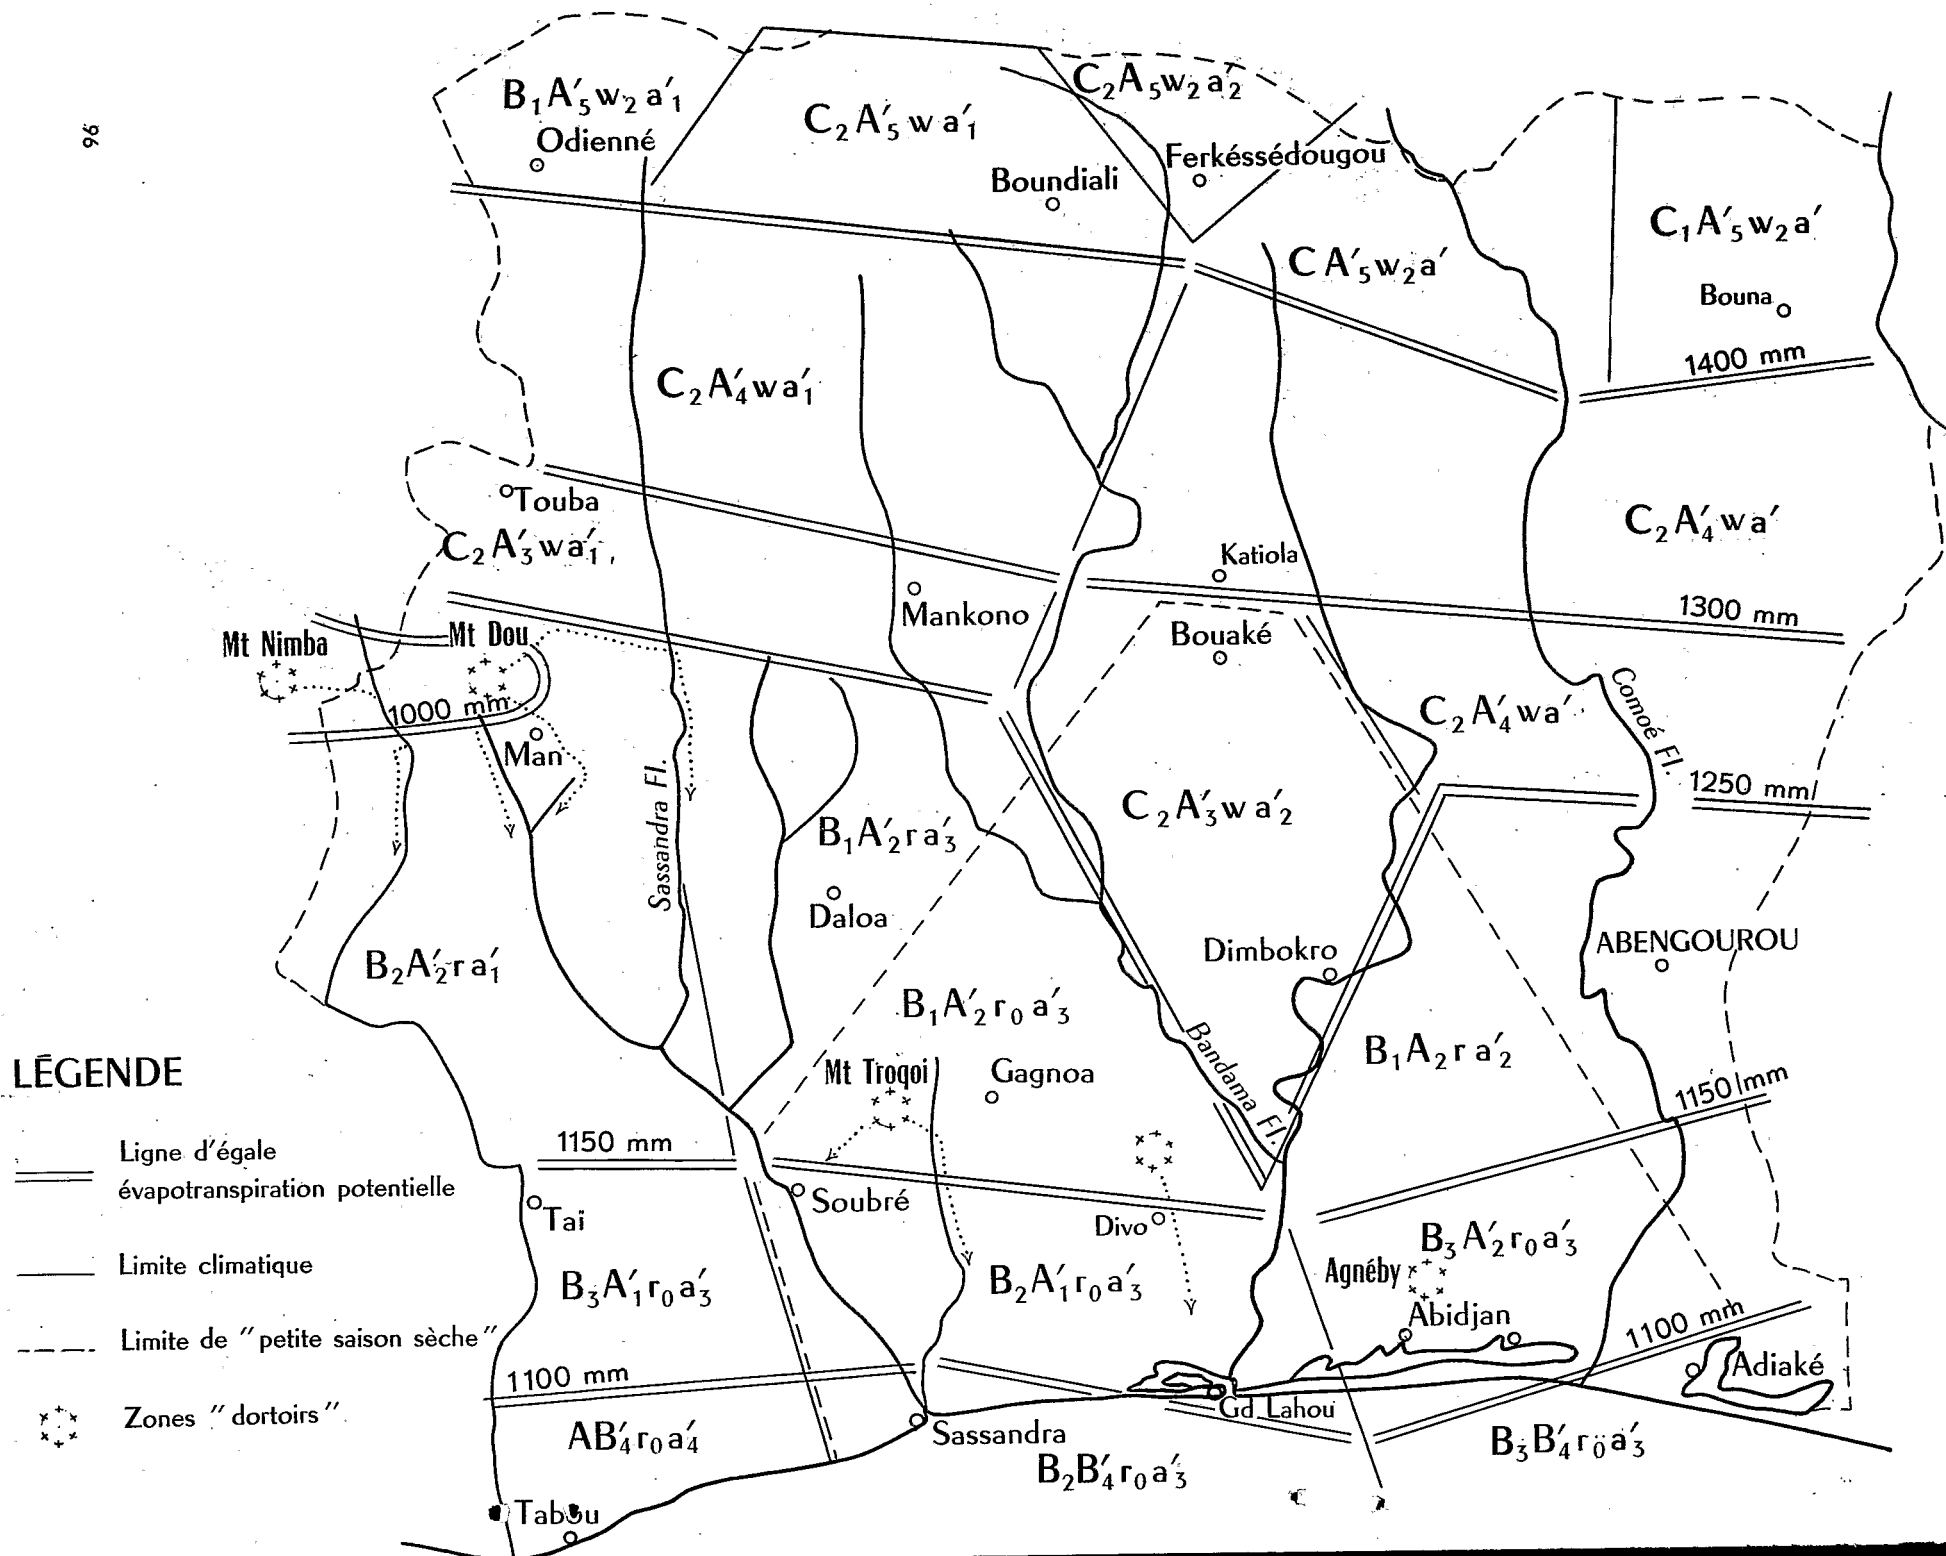 96
B₁A′₅w₂a′₁
Odienné
C₂A′₅wa′₁
C₂A₅w₂a′₂
Ferkéssédougou
Boundiali
C₁A′₅w₂a′
CA′₅w₂a′
Bouna
1400 mm
C₂A′₄wa′₁
Touba
C₂A′₃wa′₁
C₂A′₄wa′
Katiola
Mankono
1300 mm
Mt Nimba
Mt Dou
Bouaké
1000 mm
C₂A′₄wa′
Comoé Fl.
Man
Sassandra Fl.
1250 mm
C₂A′₃wa′₂
B₁A′₂ra′₃
Daloa
ABENGOUROU
Dimbokro
B₂A′₂ra′₁
B₁A′₂r₀a′₃
Bandama Fl.
B₁A₂ra′₂
LÉGENDE
Mt Troqoi
Gagnoa
1150 mm
Ligne d'égale
évapotranspiration potentielle
1150 mm
Soubré
Taï
Divo
B₃A′₂r₀a′₃
Limite climatique
B₃A′₁r₀a′₃
B₂A′₁r₀a′₃
Agnéby
Abidjan
Limite de "petite saison sèche"
1100 mm
1100 mm
Adiaké
Zones "dortoirs"
Gd Lahou
AB′₄r₀a′₄
Sassandra
B₂B′₄r₀a′₃
B₃B′₄r₀a′₃
Tabou